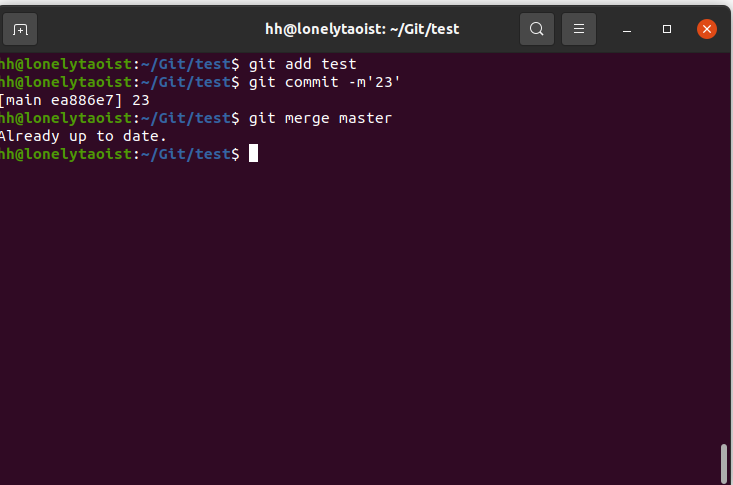 hh@lonelytaoist: ~/Git/test
hh@lonelytaoist:~/Git/test$ git add test
hh@lonelytaoist:~/Git/test$ git commit -m'23'
[main ea886e7] 23
hh@lonelytaoist:~/Git/test$ git merge master
Already up to date.
hh@lonelytaoist:~/Git/test$